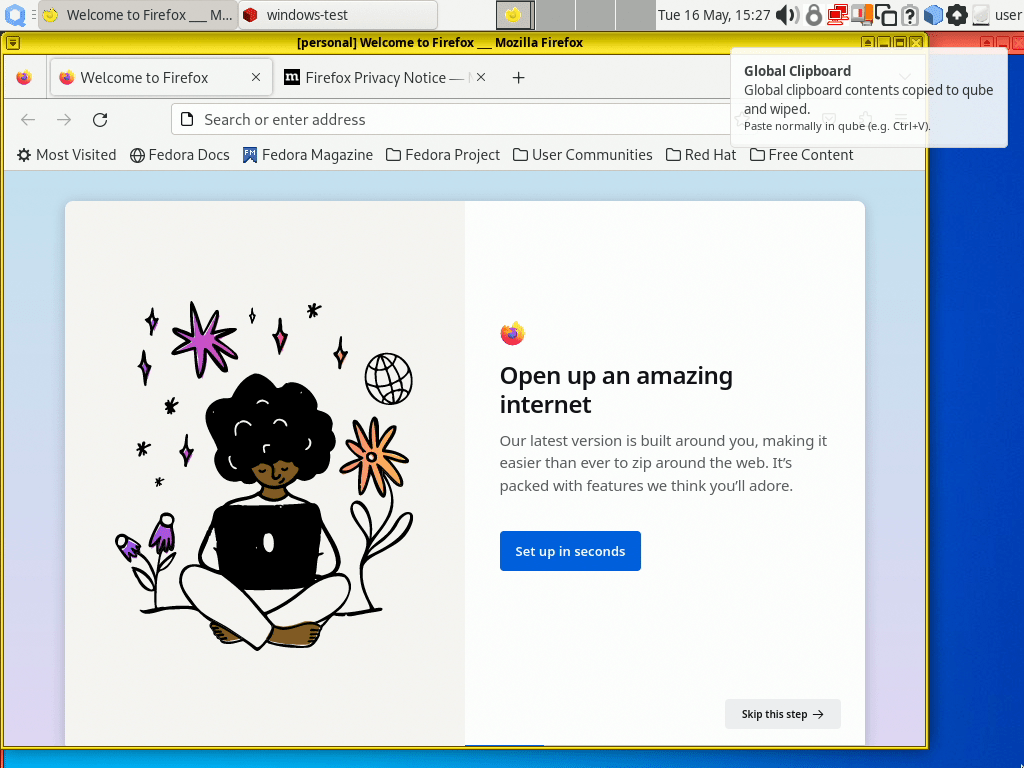 Welcome to Firefox ___ M...
windows-test
Tue 16 May, 15:27
user
[personal] Welcome to Firefox ___ Mozilla Firefox
Welcome to Firefox
Firefox Privacy Notice —
Global Clipboard
Global clipboard contents copied to qube
and wiped.
Paste normally in qube (e.g. Ctrl+V).
Search or enter address
Most Visited
Fedora Docs
Fedora Magazine
Fedora Project
User Communities
Red Hat
Free Content
Open up an amazing
internet
Our latest version is built around you, making it
easier than ever to zip around the web. It’s
packed with features we think you’ll adore.
Set up in seconds
Skip this step